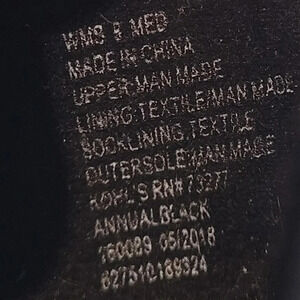 WMS 9 MED
MADE IN CHINA
UPPER:MAN MADE
LINING:TEXTILE/MAN MADE
SOCKLINING:TEXTILE
OUTERSOLE:MAN MADE
KOHL'S RN# 73277
ANNUALBLACK
160089 05/2018
627510189324